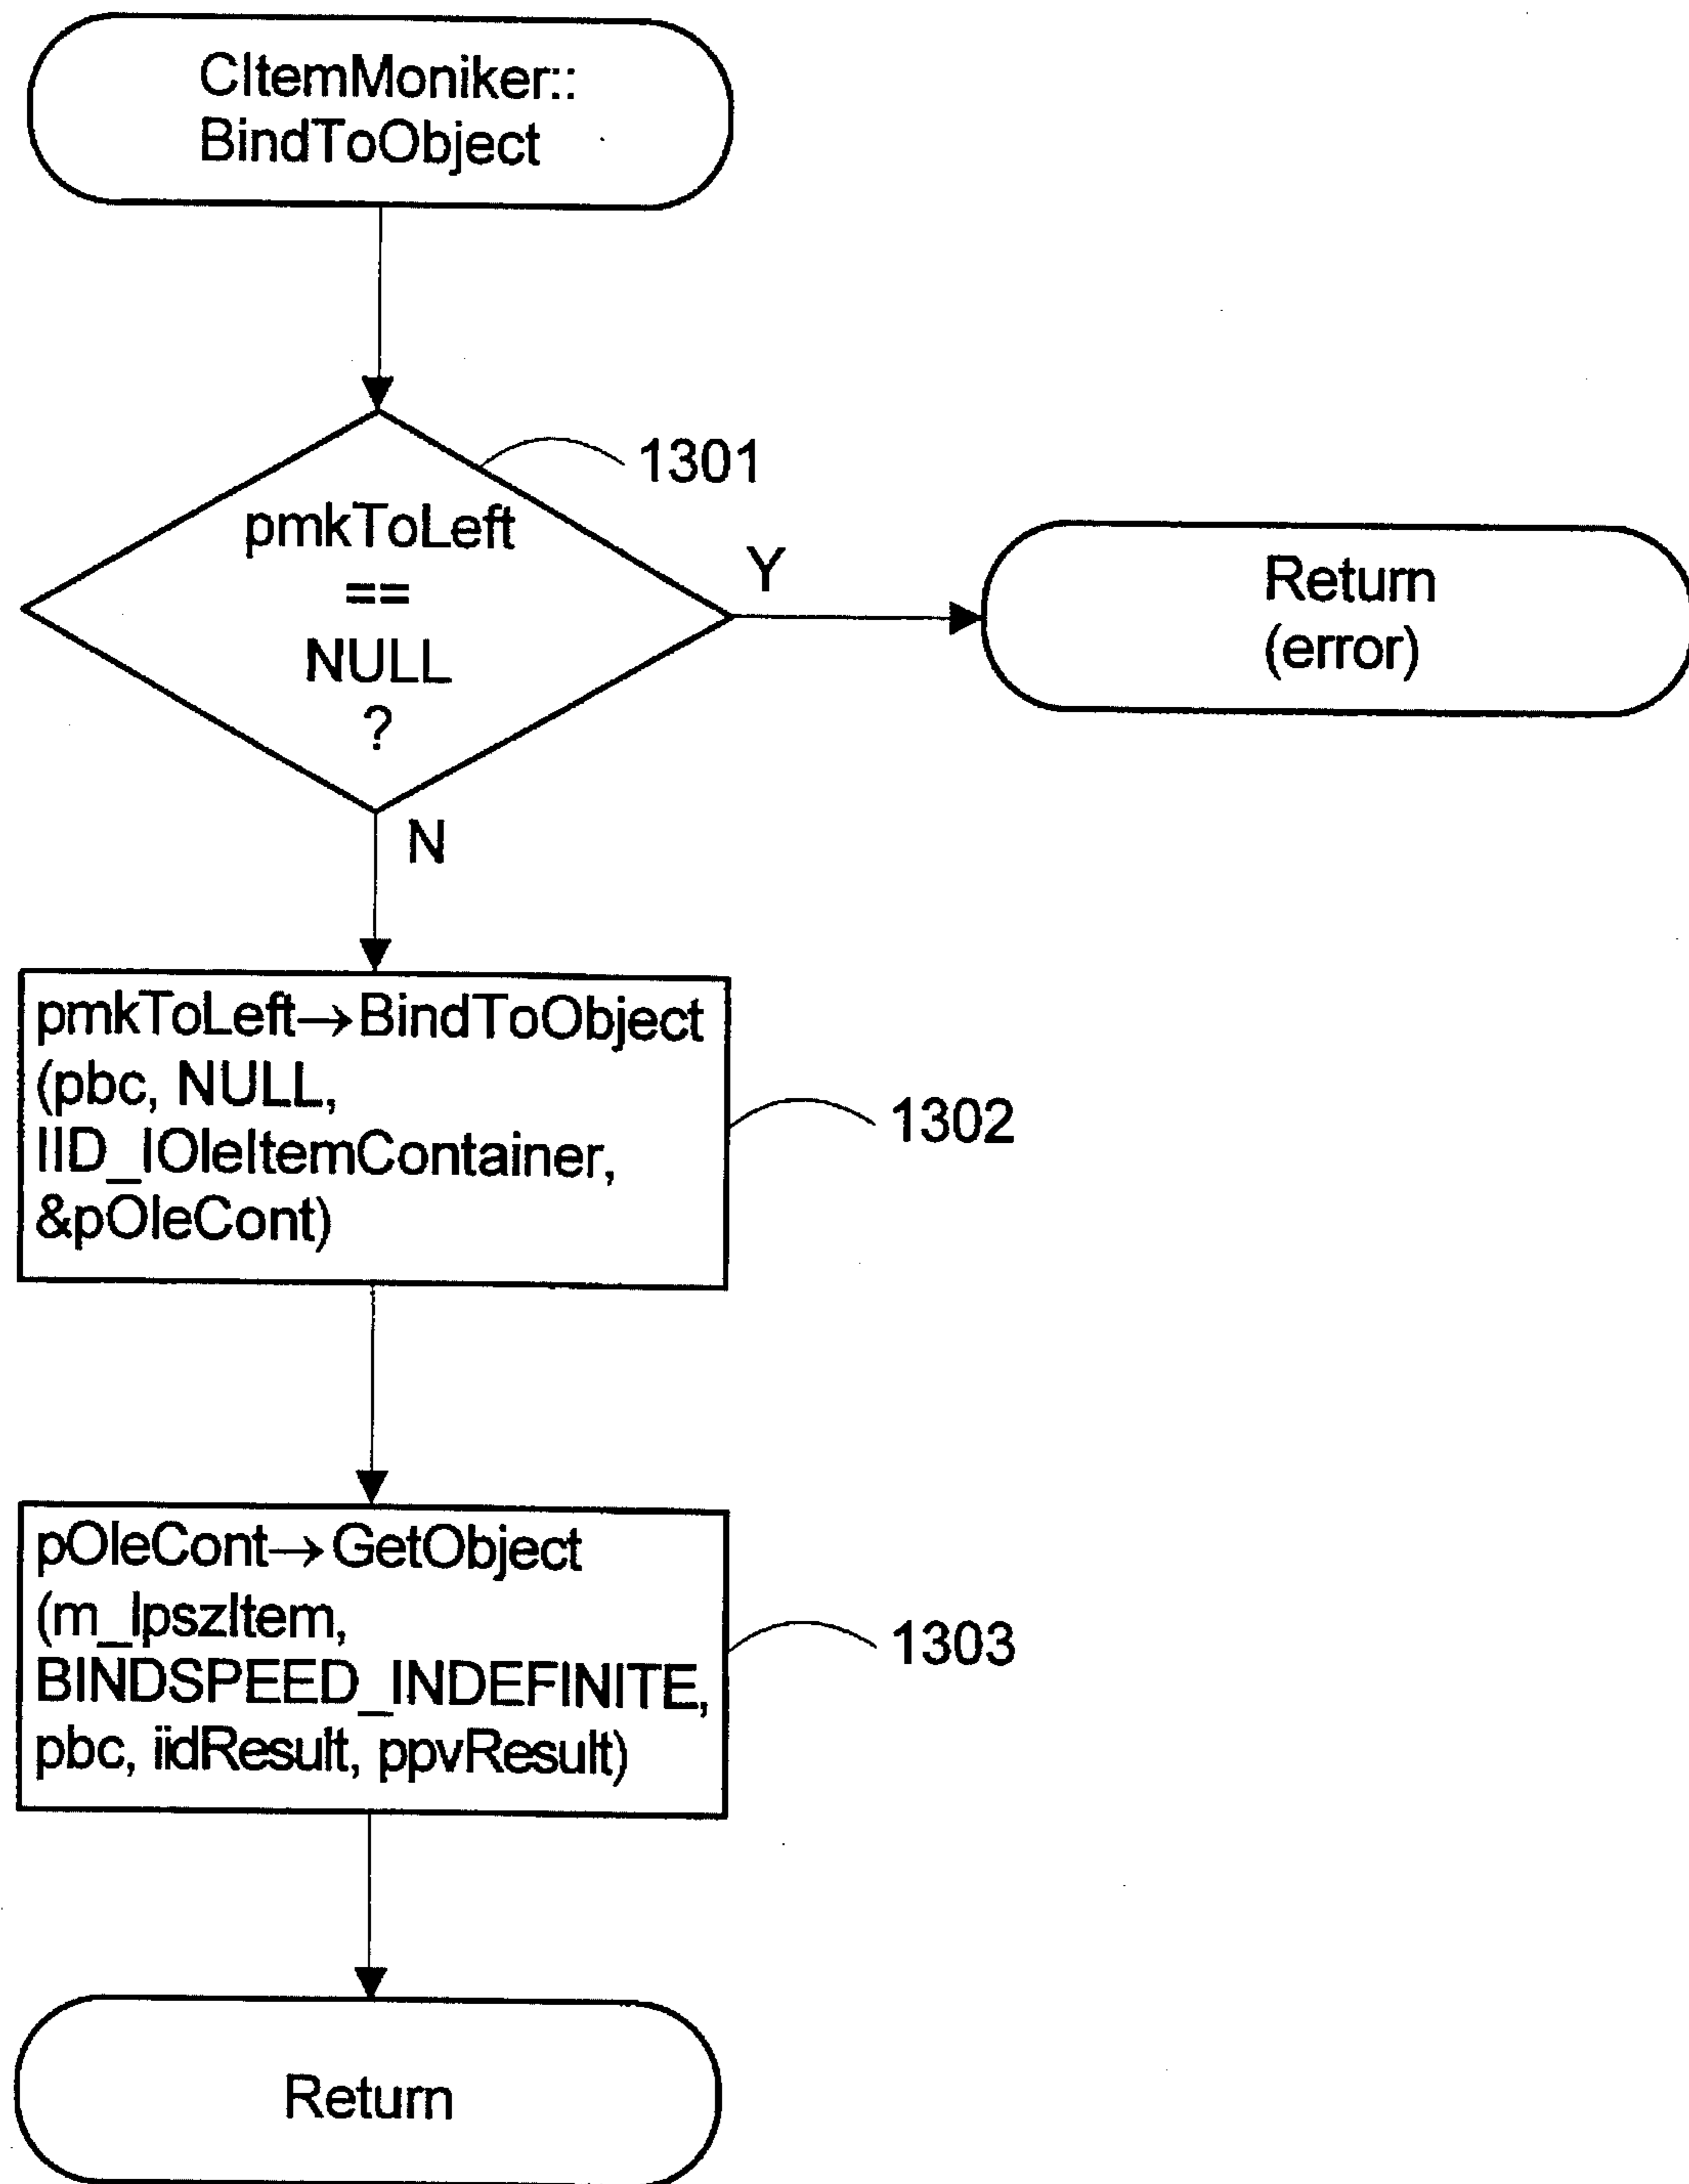 CItemMoniker::
BindToObject
1301
pmkToLeft
==
NULL
?
Y
Return
(error)
N
pmkToLeft→BindToObject
(pbc, NULL,
IID_IOleItemContainer,
&pOleCont)
1302
pOleCont→GetObject
(m_lpszItem,
BINDSPEED_INDEFINITE,
pbc, iidResult, ppvResult)
1303
Return